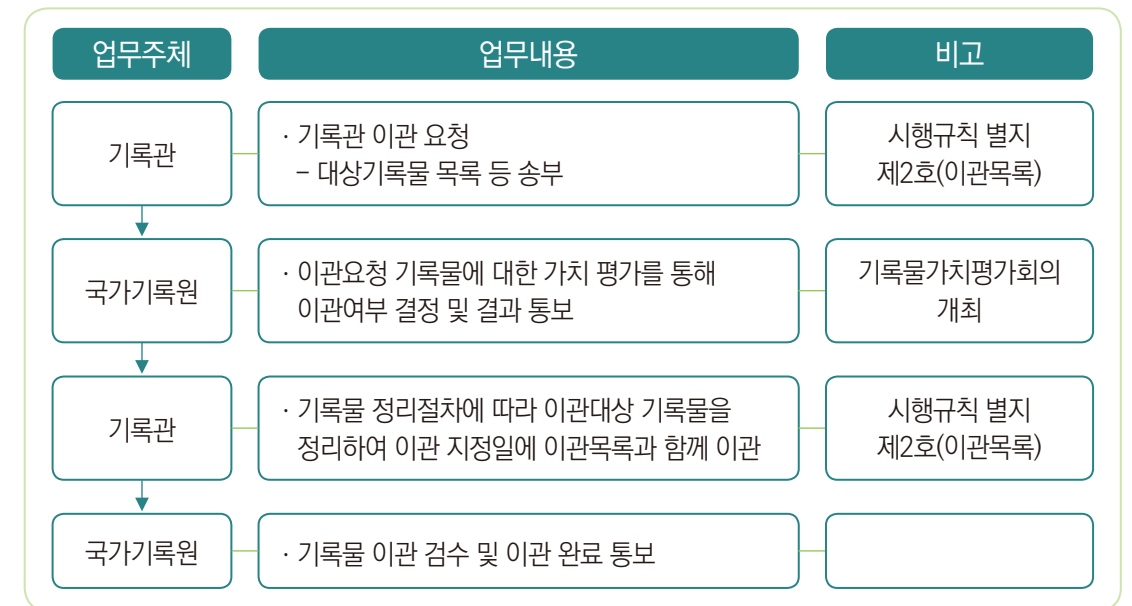 업무주체
업무내용
비고
기록관
· 기록관 이관 요청
– 대상기록물 목록 등 송부
시행규칙 별지
제2호(이관목록)
국가기록원
· 이관요청 기록물에 대한 가치 평가를 통해
이관여부 결정 및 결과 통보
기록물가치평가회의
개최
기록관
· 기록물 정리절차에 따라 이관대상 기록물을
정리하여 이관 지정일에 이관목록과 함께 이관
시행규칙 별지
제2호(이관목록)
국가기록원
· 기록물 이관 검수 및 이관 완료 통보